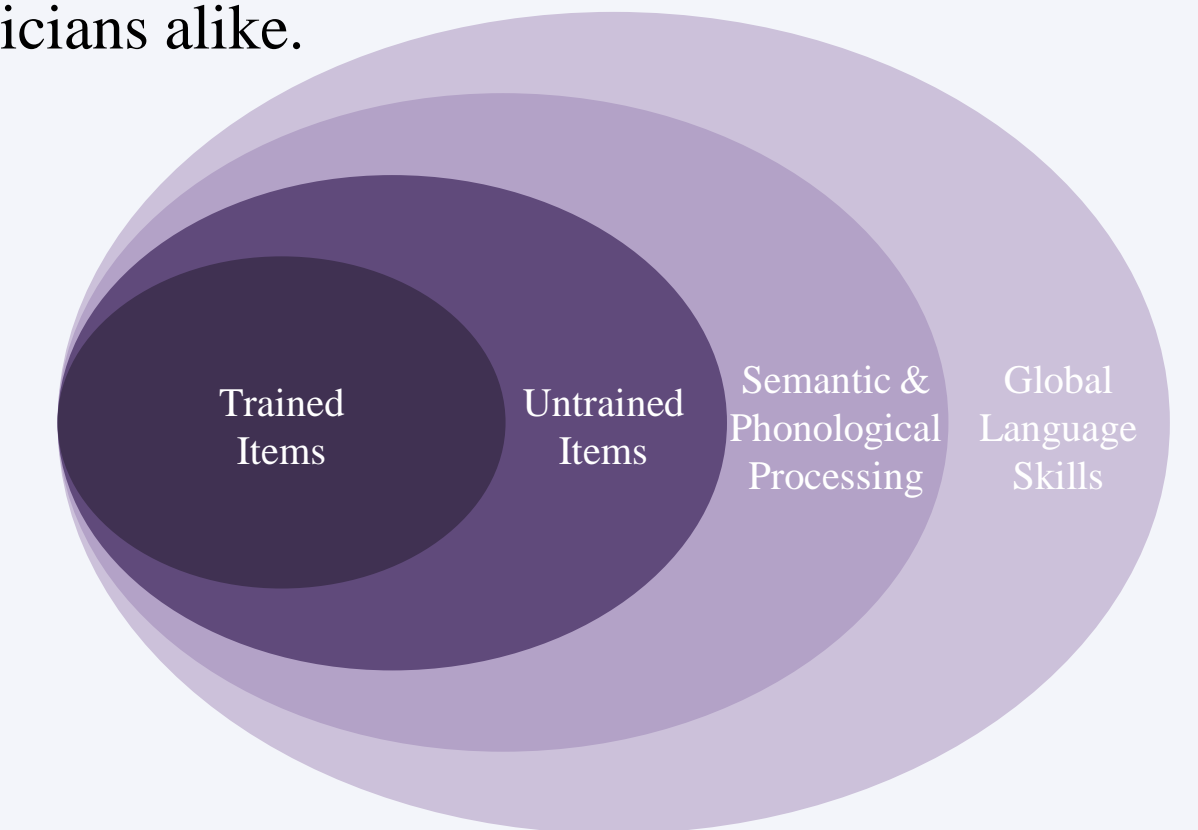 icians alike.
Trained
Items
Untrained
Items
Semantic &
Phonological
Processing
Global
Language
Skills